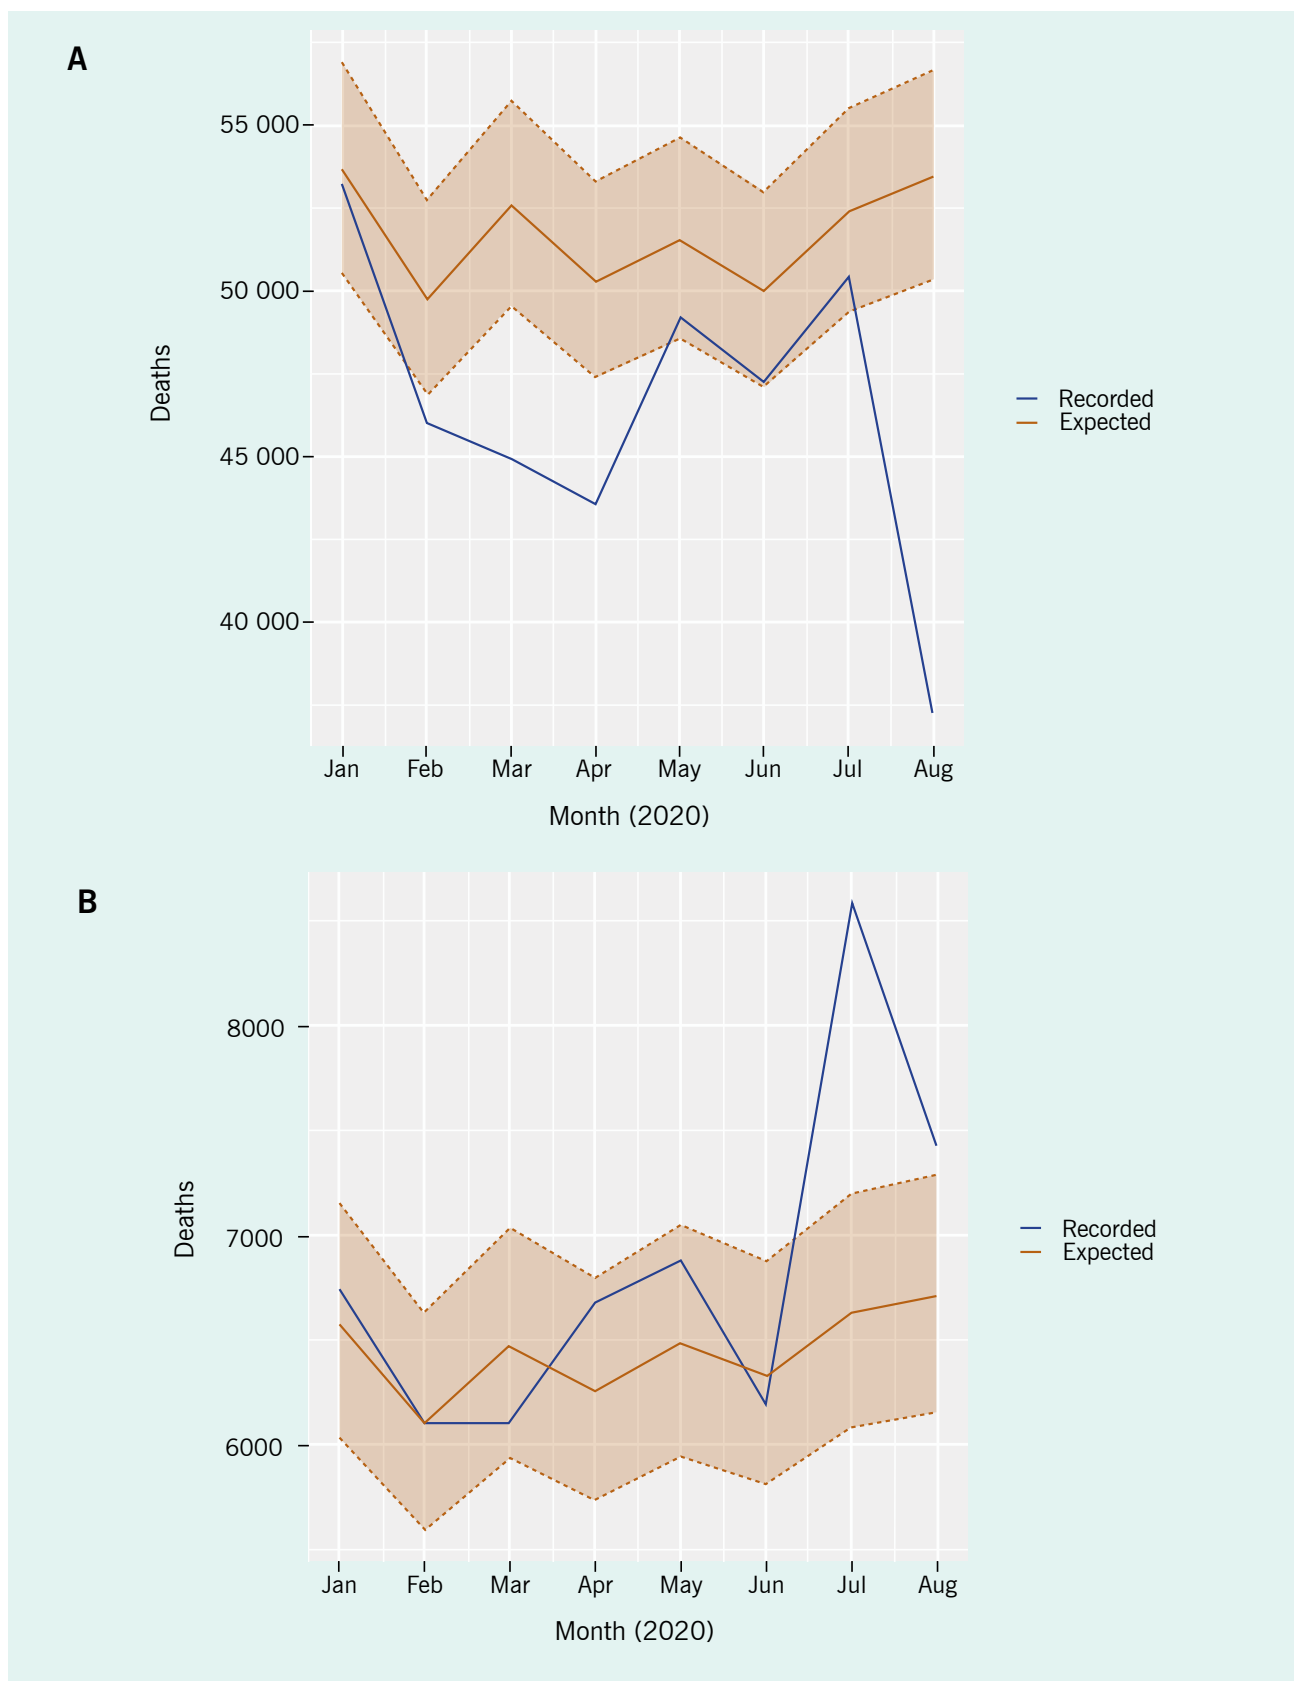 A
55 000
50 000
45 000
40 000
Deaths
Recorded
Expected
Jan Feb Mar Apr May Jun Jul Aug
Month (2020)
B
8000
7000
6000
Deaths
Recorded
Expected
Jan Feb Mar Apr May Jun Jul Aug
Month (2020)